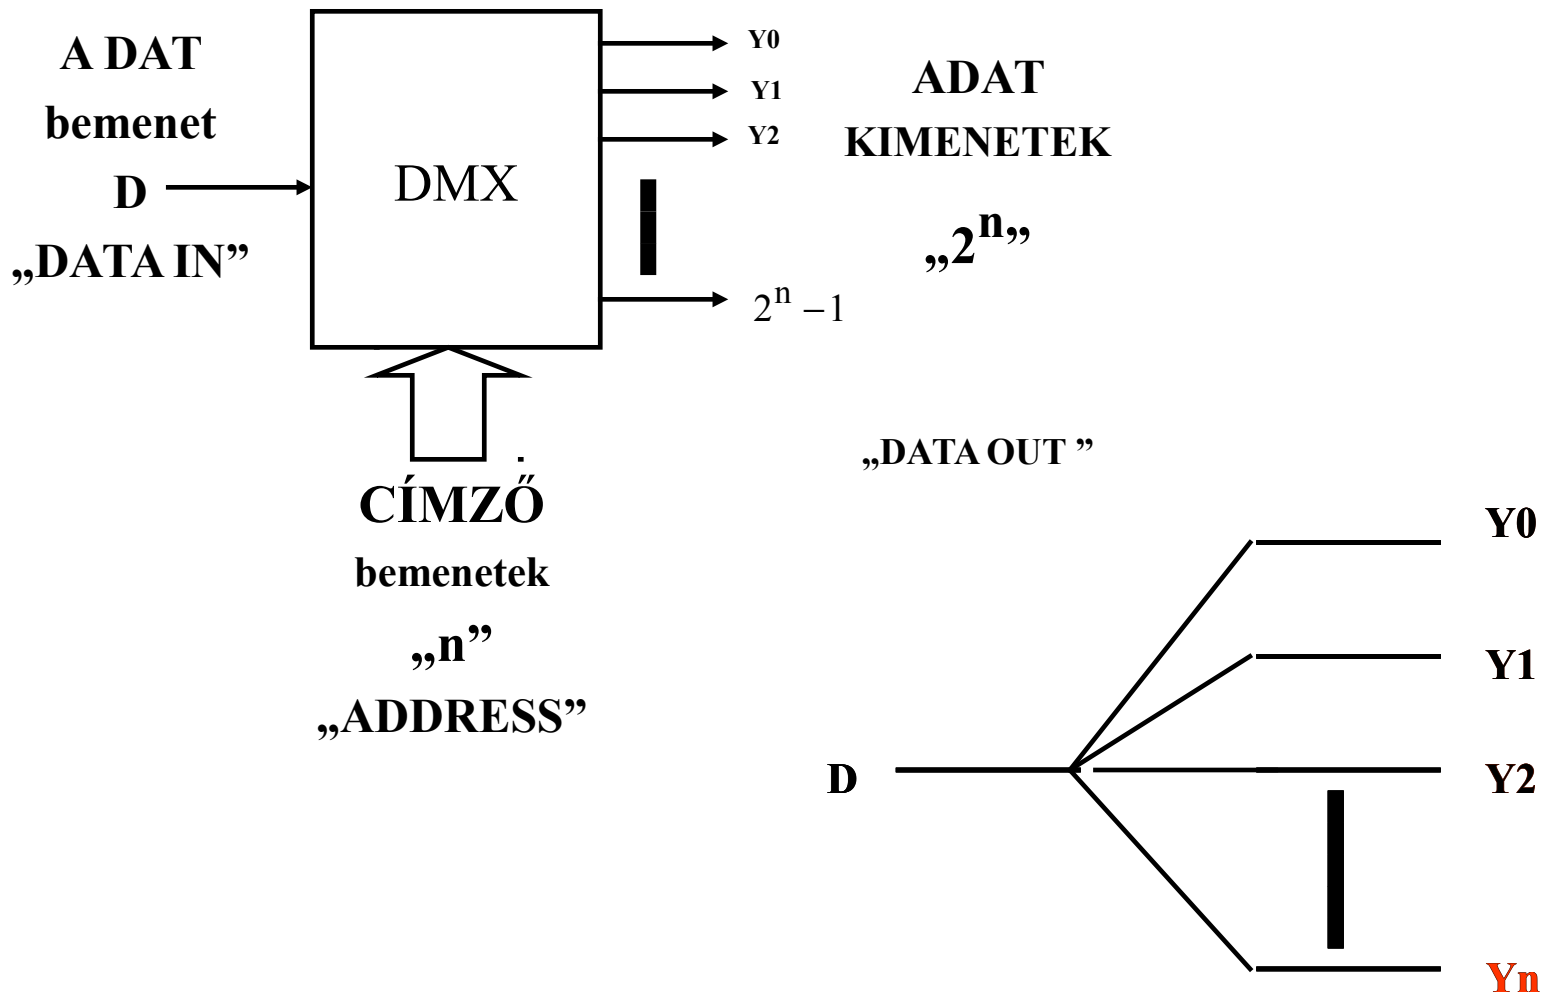 A DAT
bemenet
D
„DATA IN”
DMX
Y0
Y1
Y2
2ⁿ −1
ADAT
KIMENETEK
„2ⁿ”
CÍMZŐ
bemenetek
„n”
„ADDRESS”
„DATA OUT ”
D
Y0
Y1
Y2
Yn